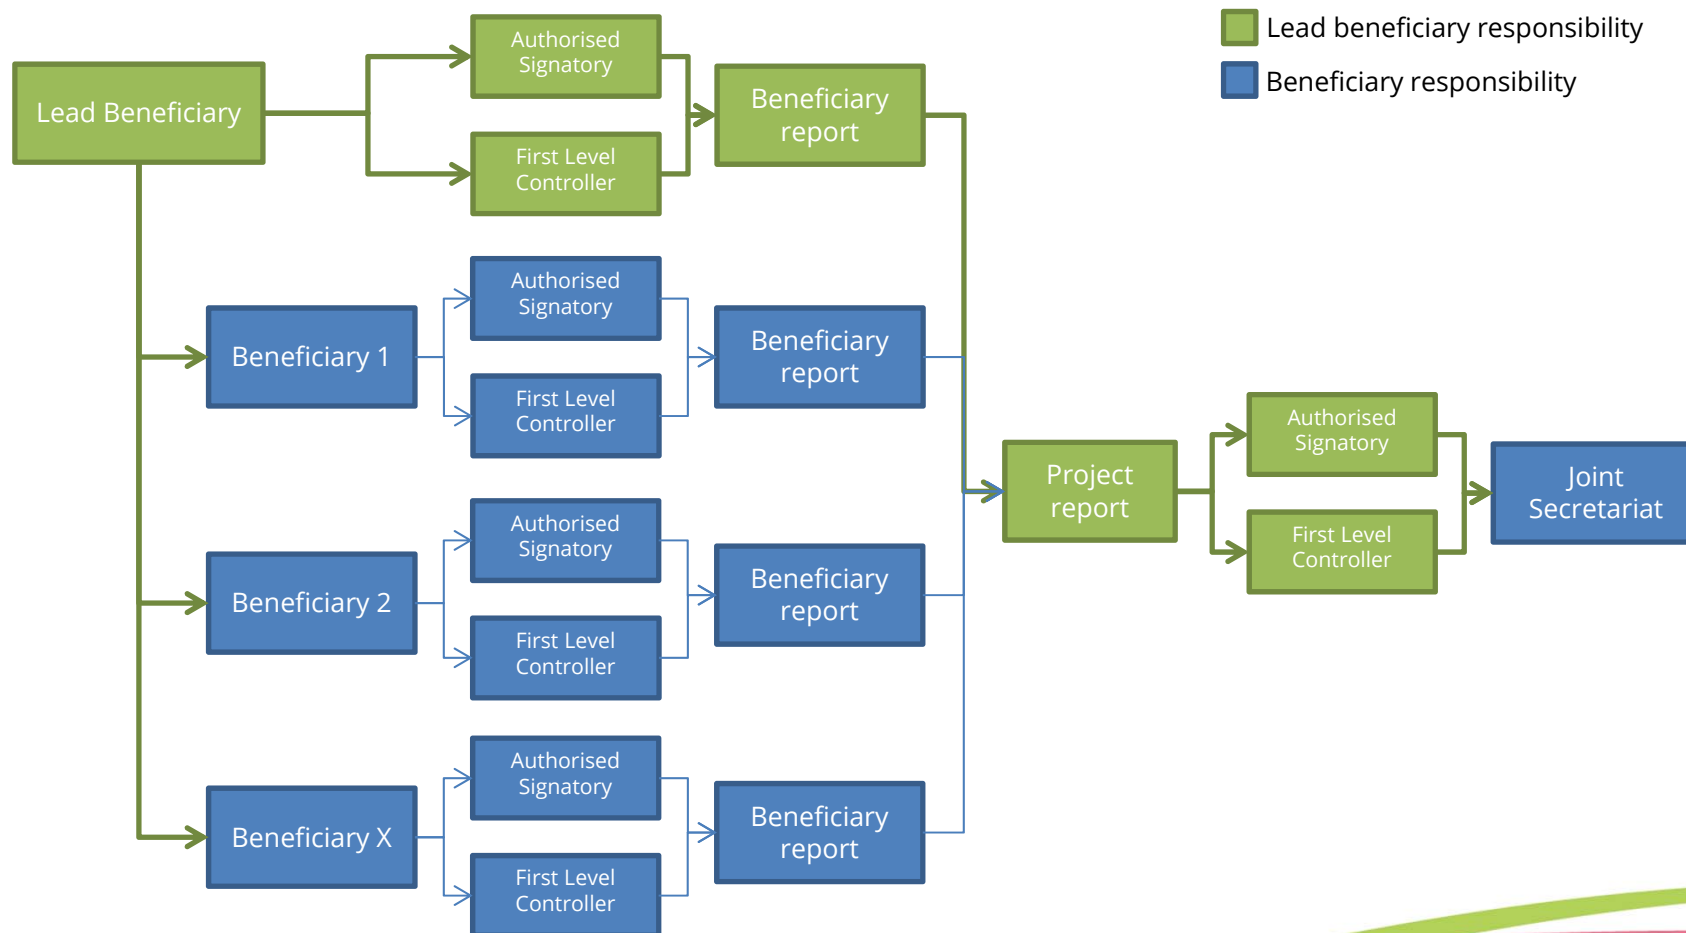 Lead beneficiary responsibility
Beneficiary responsibility
Lead Beneficiary
Authorised
Signatory
First Level
Controller
Beneficiary
report
Beneficiary 1
Authorised
Signatory
First Level
Controller
Beneficiary
report
Beneficiary 2
Authorised
Signatory
First Level
Controller
Beneficiary
report
Beneficiary X
Authorised
Signatory
First Level
Controller
Beneficiary
report
Project
report
Authorised
Signatory
First Level
Controller
Joint
Secretariat